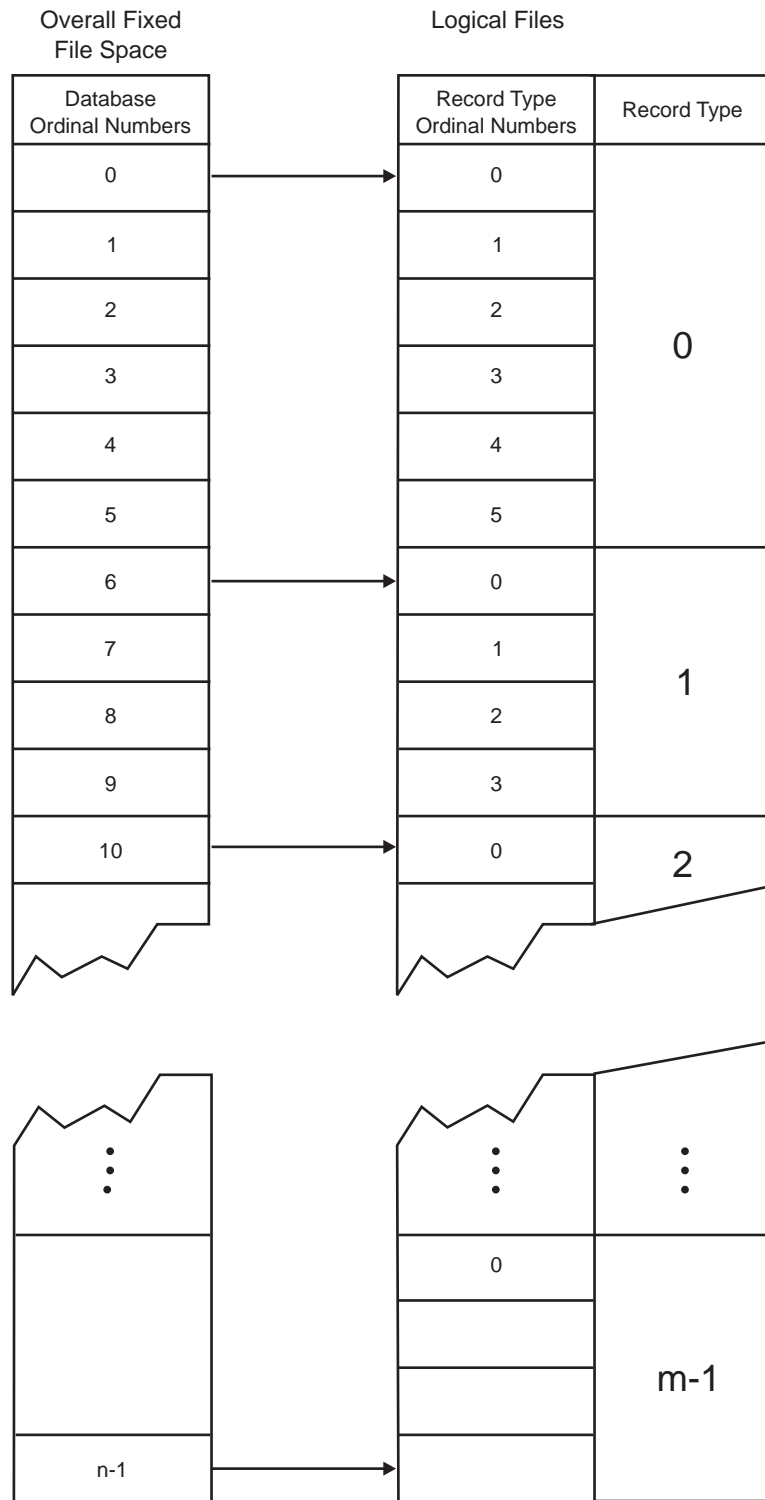 Overall Fixed
File Space
Logical Files
Database
Ordinal Numbers
Record Type
Ordinal Numbers
Record Type
0
0
1
1
2
2
3
3
0
4
4
5
5
6
0
7
1
1
8
2
9
3
10
0
2
0
m-1
n-1